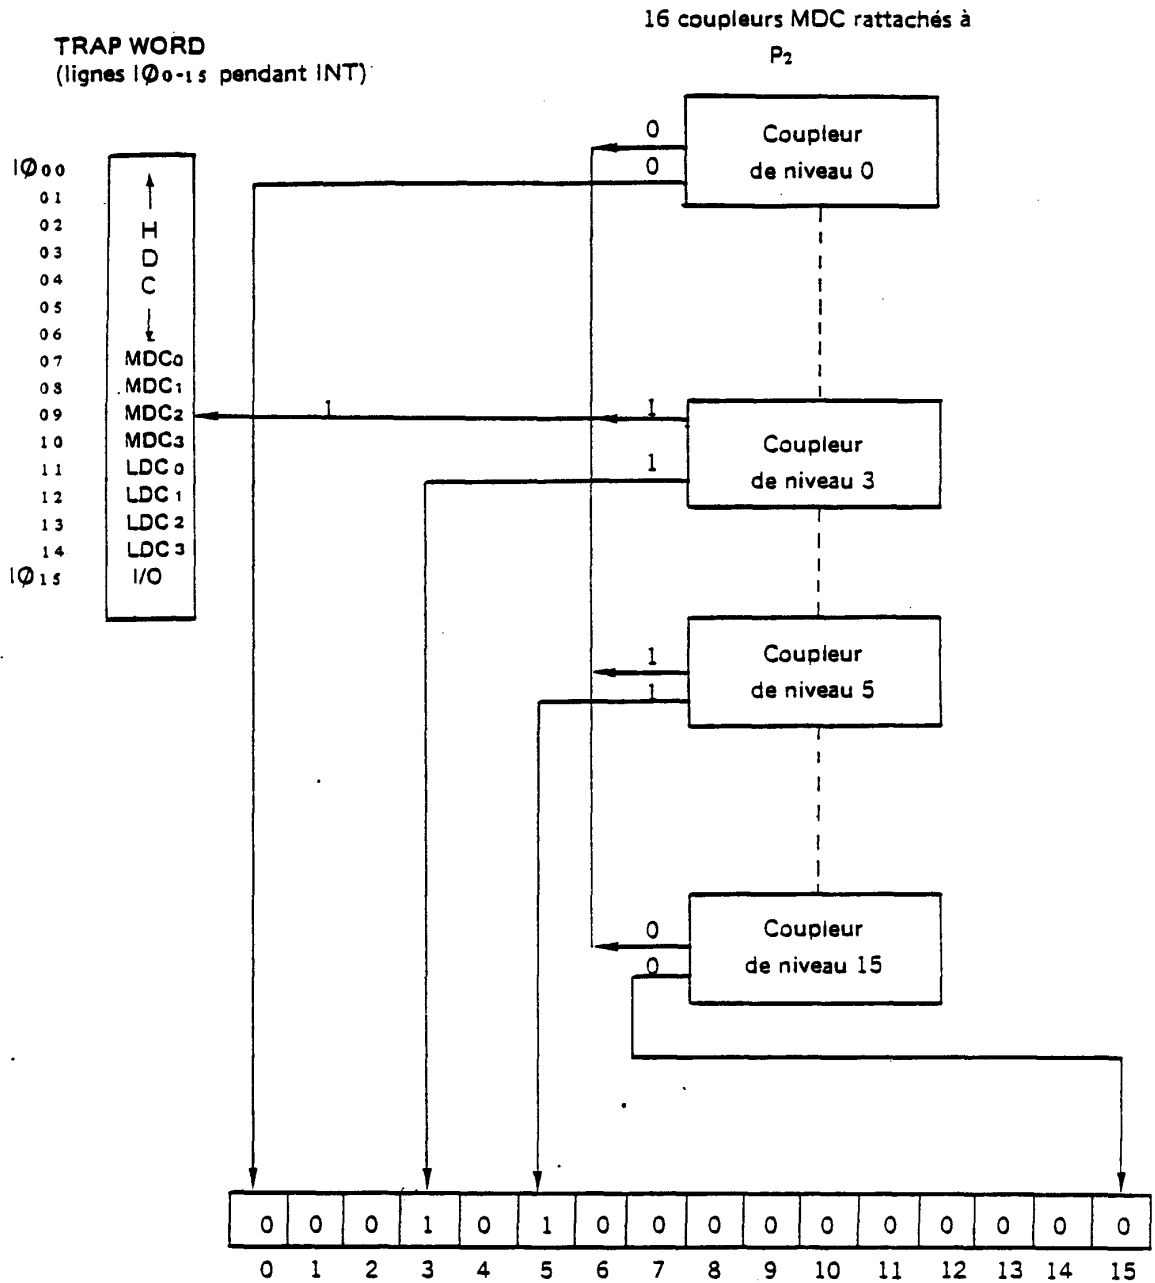 16 coupleurs MDC rattachés à
P2
TRAP WORD
(lignes IØ0-15 pendant INT)
IØ00
01
02 H
03 D
04 C
05
06
07 MDC0
08 MDC1
09 MDC2
10 MDC3
11 LDC0
12 LDC1
13 LDC2
14 LDC3
IØ15 I/O
0
0
Coupleur
de niveau 0
1 1
1
Coupleur
de niveau 3
1
1
Coupleur
de niveau 5
0
0
Coupleur
de niveau 15
0 0 0 1 0 1 0 0 0 0 0 0 0 0 0 0
0 1 2 3 4 5 6 7 8 9 10 11 12 13 14 15